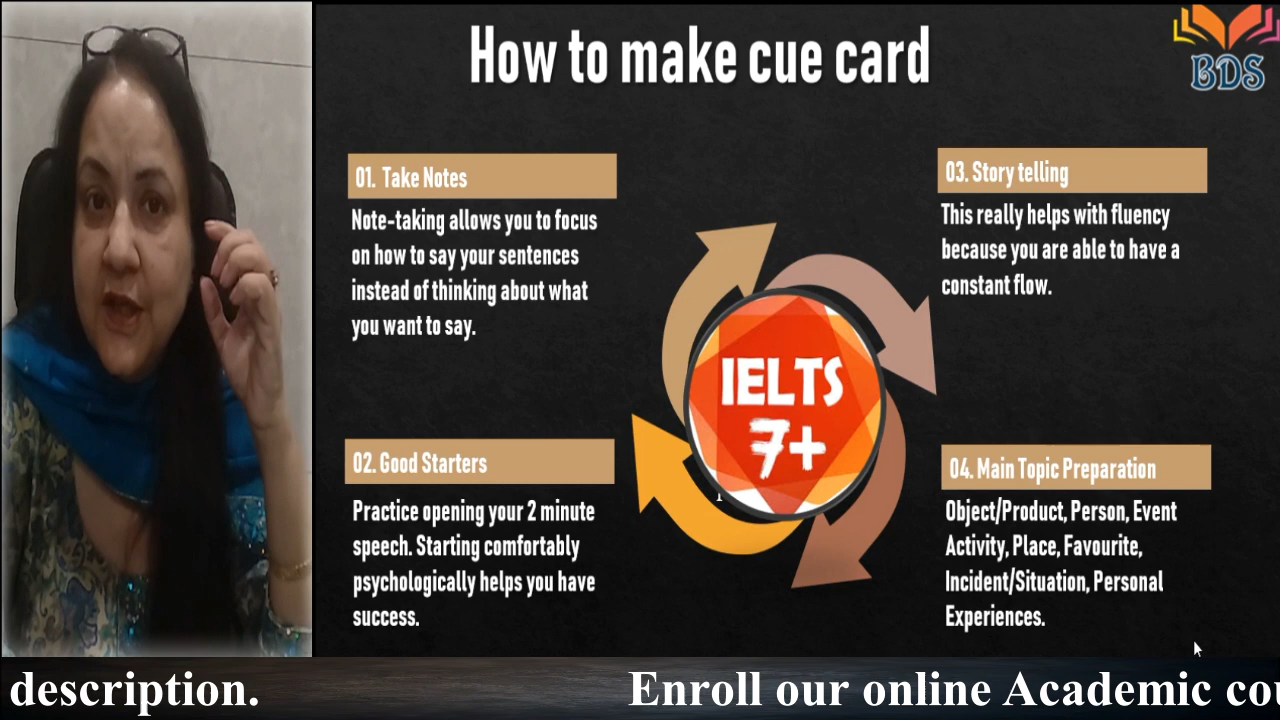 How to make cue card
BDS
01. Take Notes
Note-taking allows you to focus
on how to say your sentences
instead of thinking about what
you want to say.
02. Good Starters
Practice opening your 2 minute
speech. Starting comfortably
psychologically helps you have
success.
IELTS
7+
03. Story telling
This really helps with fluency
because you are able to have a
constant flow.
04. Main Topic Preparation
Object/Product, Person, Event
Activity, Place, Favourite,
Incident/Situation, Personal
Experiences.
description. Enroll our online Academic